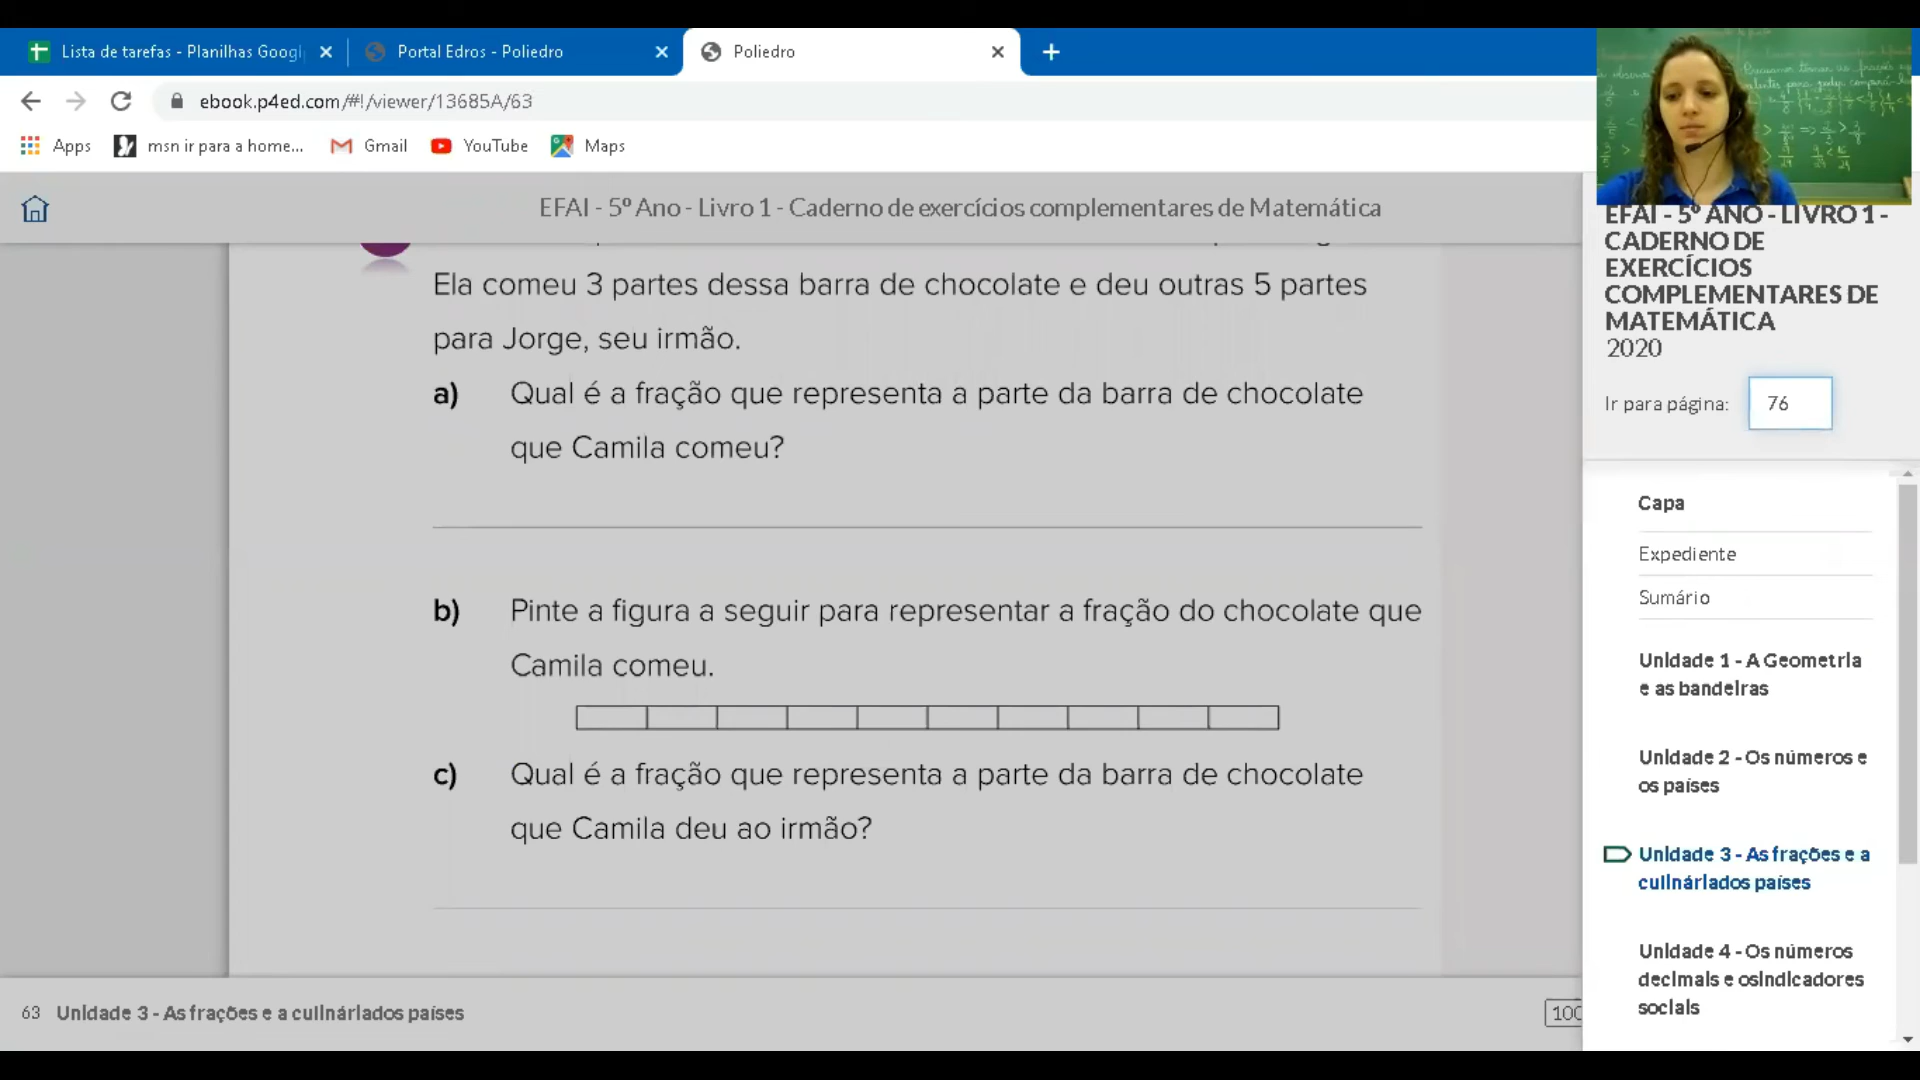 Lista de tarefas - Planilhas Googl
Portal Edros - Poliedro
Poliedro
ebook.p4ed.com/#!/viewer/13685A/63
Apps
msn ir para a home...
Gmail
YouTube
Maps
EFAI - 5º Ano - Livro 1 - Caderno de exercícios complementares de Matemática
Ela comeu 3 partes dessa barra de chocolate e deu outras 5 partes
para Jorge, seu irmão.
a) Qual é a fração que representa a parte da barra de chocolate
que Camila comeu?
b) Pinte a figura a seguir para representar a fração do chocolate que
Camila comeu.
c) Qual é a fração que representa a parte da barra de chocolate
que Camila deu ao irmão?
63 Unidade 3 - As frações e a culináriados países
100
EFAI - 5º ANO - LIVRO 1 -
CADERNO DE
EXERCÍCIOS
COMPLEMENTARES DE
MATEMÁTICA
2020
Ir para página: 76
Capa
Expediente
Sumário
Unidade 1 - A Geometria
e as bandeiras
Unidade 2 - Os números e
os países
Unidade 3 - As frações e a
culináriados países
Unidade 4 - Os números
decimais e osindicadores
sociais